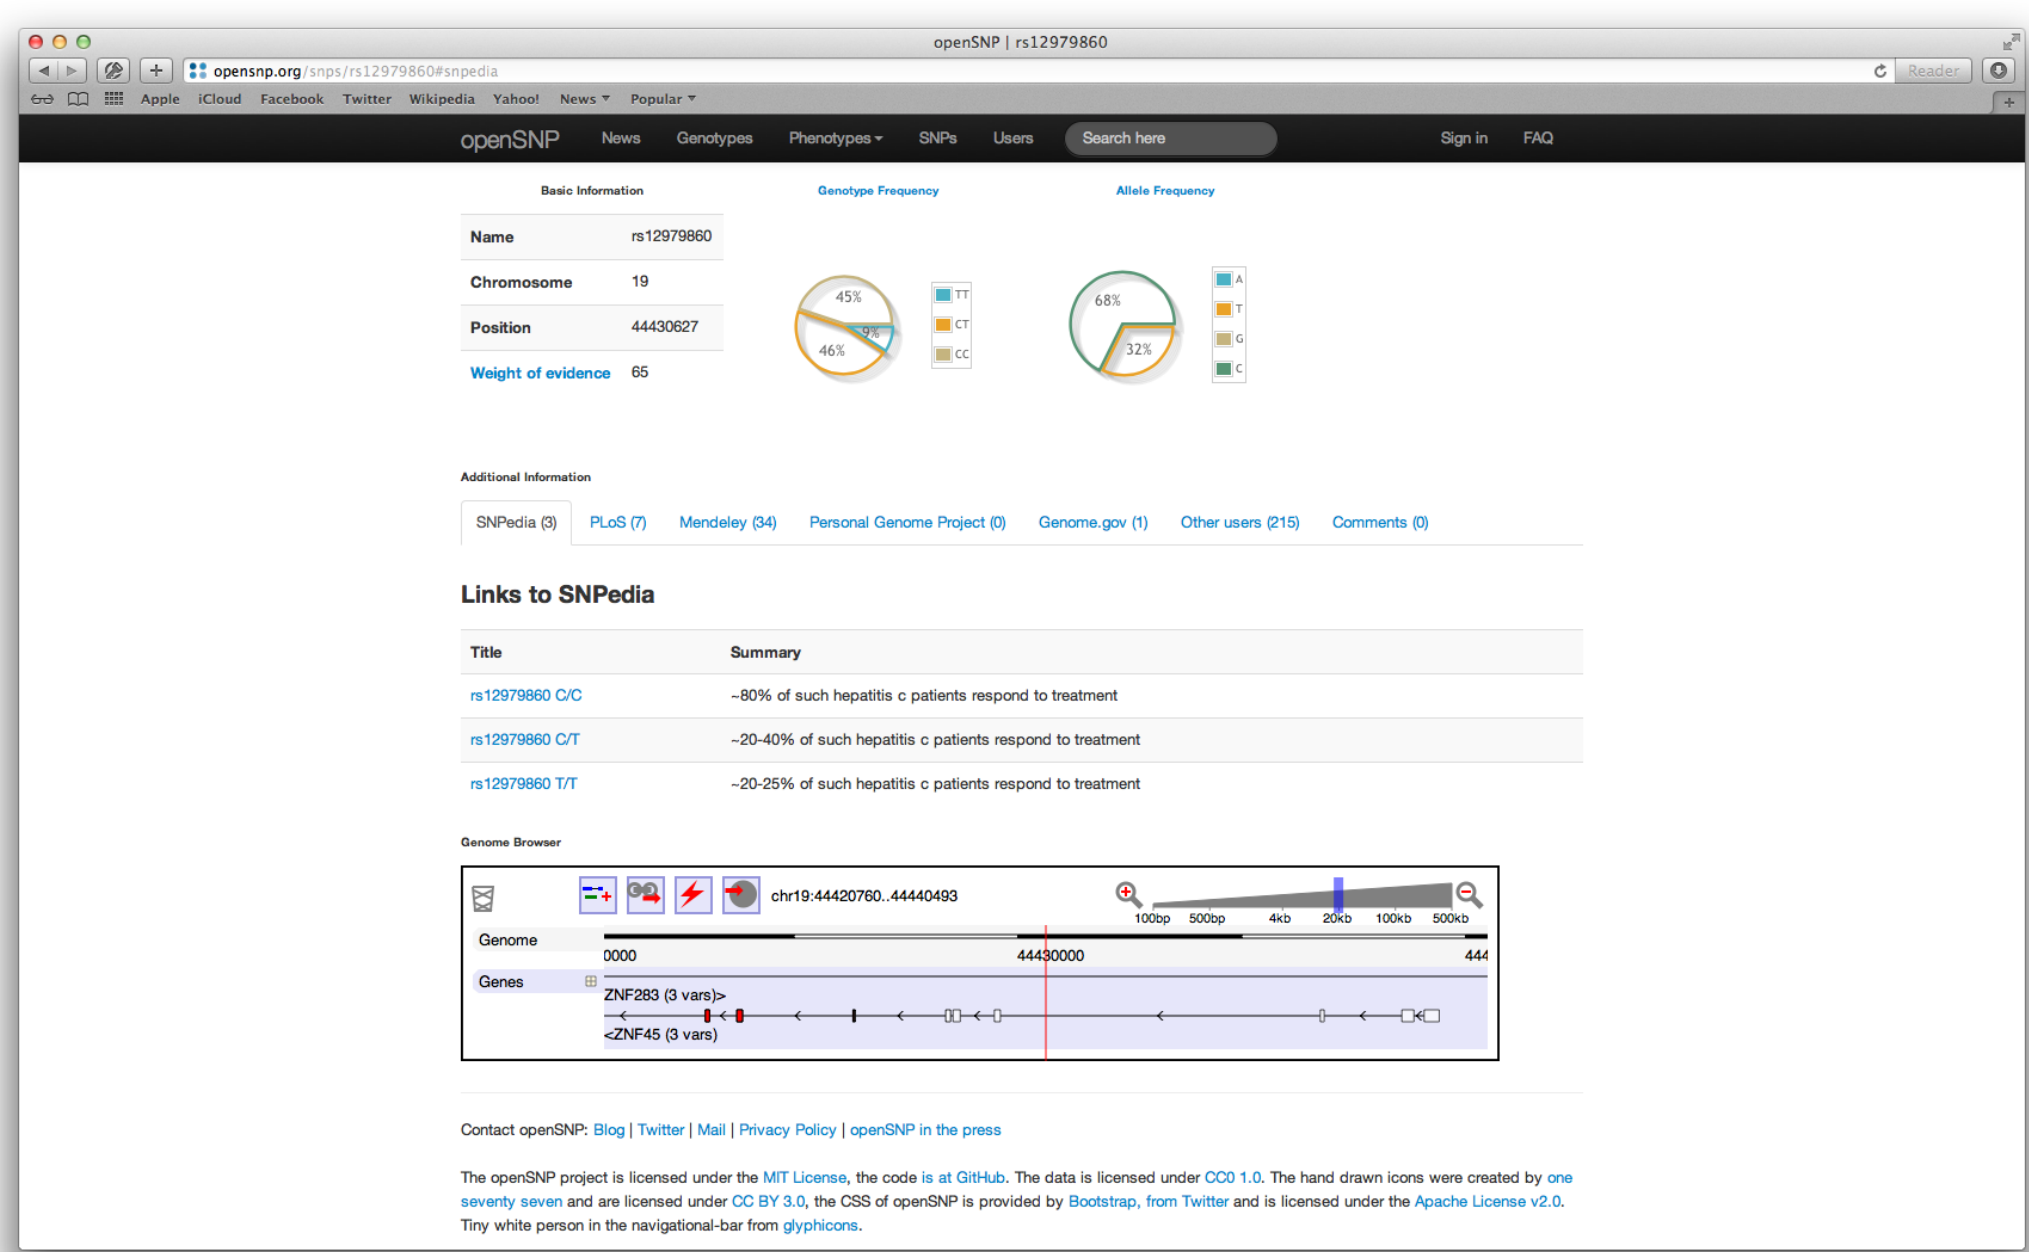 openSNP | rs12979860
opensnp.org/snps/rs12979860#snpedia
Reader
Apple iCloud Facebook Twitter Wikipedia Yahoo! News Popular
openSNP News Genotypes Phenotypes SNPs Users Search here Sign in FAQ
Basic Information
Name rs12979860
Chromosome 19
Position 44430627
Weight of evidence 65
Genotype Frequency
45%
9%
46%
TT
CT
CC
Allele Frequency
68%
32%
A
T
G
C
Additional Information
SNPedia (3) PLoS (7) Mendeley (34) Personal Genome Project (0) Genome.gov (1) Other users (215) Comments (0)
Links to SNPedia
Title Summary
rs12979860 C/C ~80% of such hepatitis c patients respond to treatment
rs12979860 C/T ~20-40% of such hepatitis c patients respond to treatment
rs12979860 T/T ~20-25% of such hepatitis c patients respond to treatment
Genome Browser
chr19:44420760..44440493
100bp 500bp 4kb 20kb 100kb 500kb
Genome
0000 44430000 444
Genes
ZNF283 (3 vars)>
<ZNF45 (3 vars)
Contact openSNP: Blog | Twitter | Mail | Privacy Policy | openSNP in the press
The openSNP project is licensed under the MIT License, the code is at GitHub. The data is licensed under CC0 1.0. The hand drawn icons were created by one
seventy seven and are licensed under CC BY 3.0, the CSS of openSNP is provided by Bootstrap, from Twitter and is licensed under the Apache License v2.0.
Tiny white person in the navigational-bar from glyphicons.